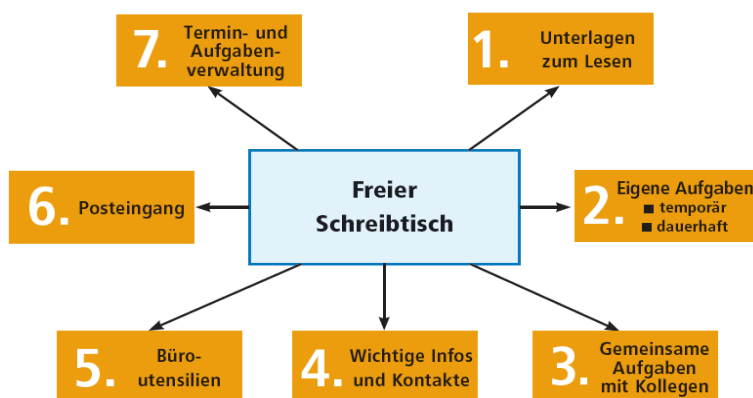 Freier
Schreibtisch
1. Unterlagen
zum Lesen
2. Eigene Aufgaben
■ temporär
■ dauerhaft
3. Gemeinsame
Aufgaben
mit Kollegen
4. Wichtige Infos
und Kontakte
5. Büro-
utensilien
6. Posteingang
7. Termin- und
Aufgaben-
verwaltung